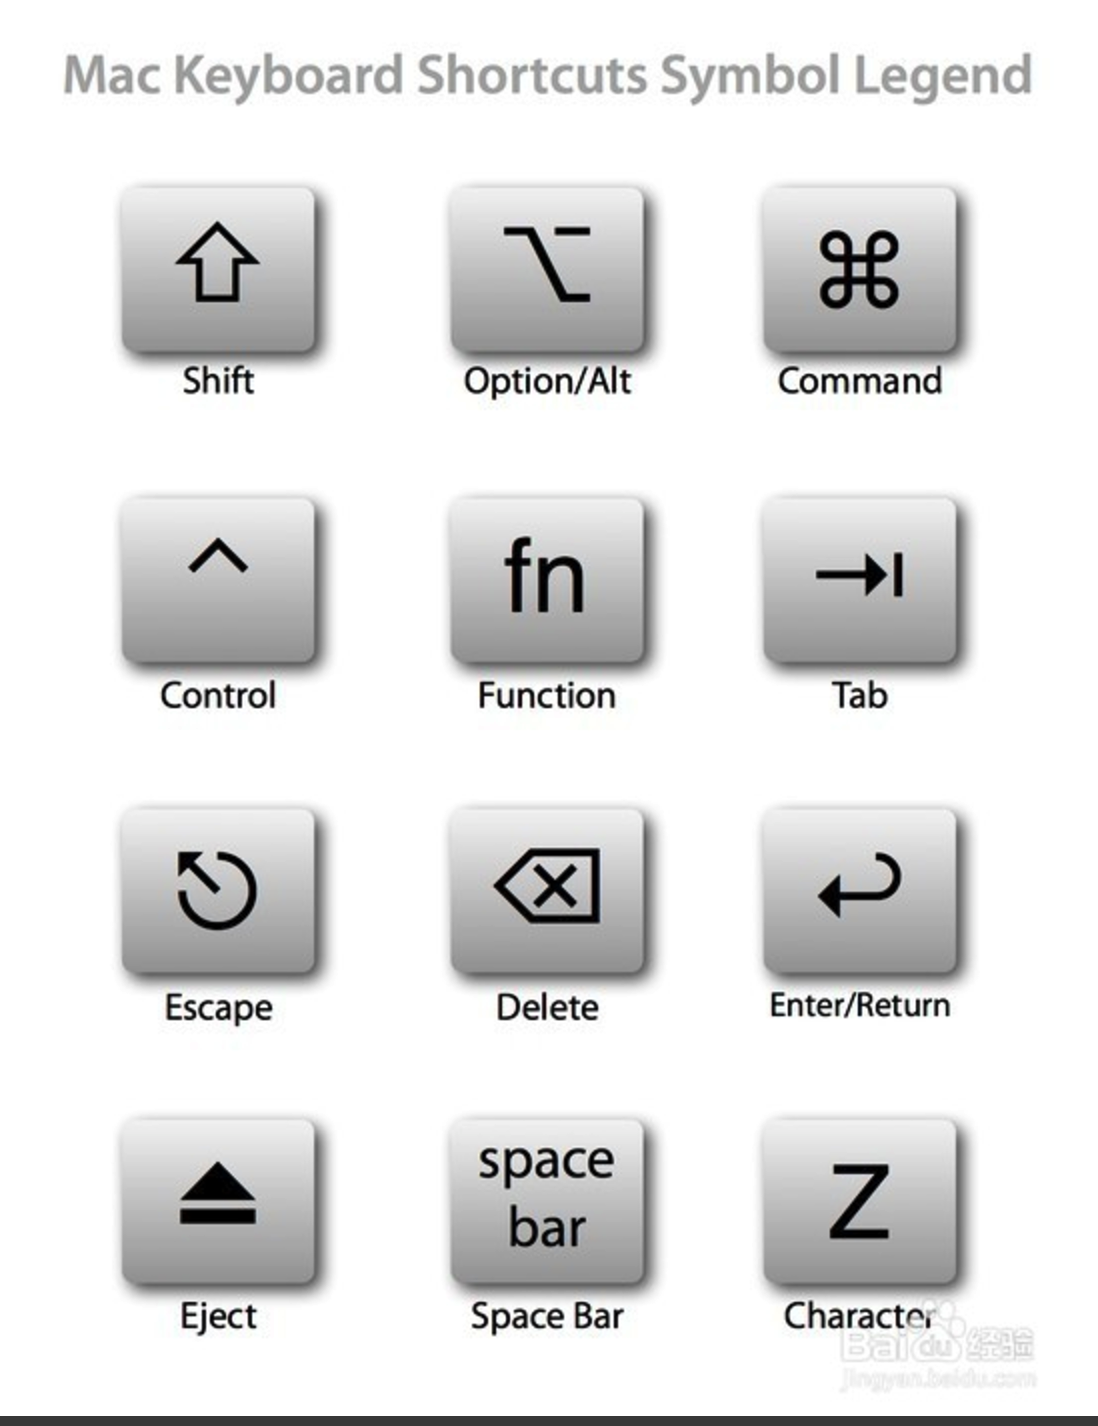 Mac Keyboard Shortcuts Symbol Legend
⇧ ⌥ ⌘
Shift Option/Alt Command
^ fn ⇥
Control Function Tab
⎋ ⌫ ↩
Escape Delete Enter/Return
⏏ space bar Z
Eject Space Bar Character
Baidu 经验
jingyan.baidu.com